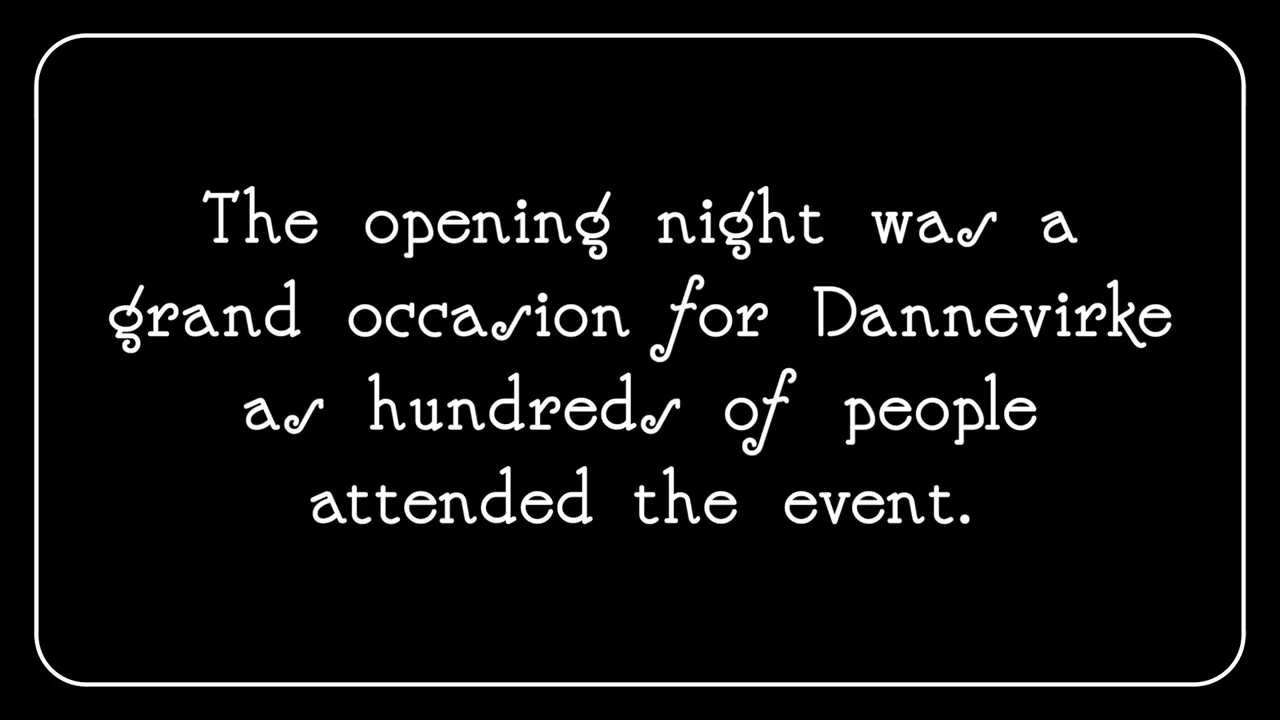 The opening night was a
grand occasion for Dannevirke
as hundreds of people
attended the event.